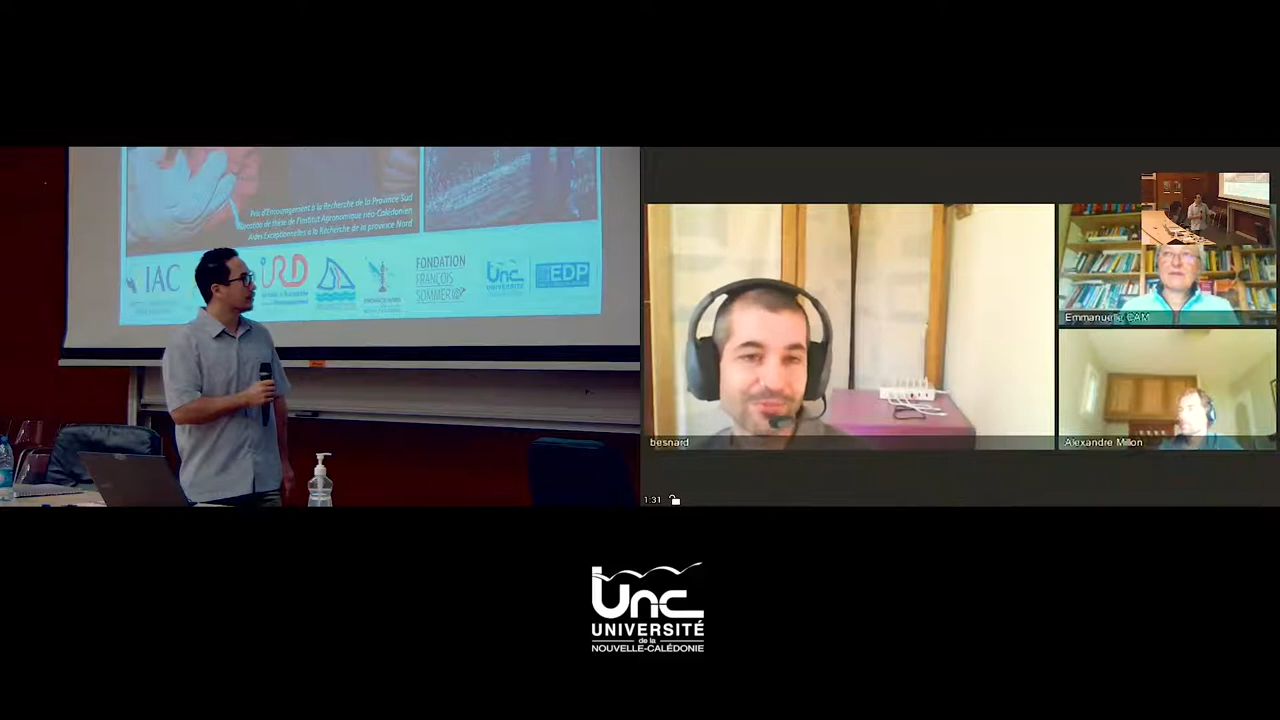 Prix d'Encouragement à la Recherche de la Province Sud
de thèse de l'Institut Agronomique néo-Calédonien
Aides Exceptionnelles à la Recherche de la province Nord
IAC
IRD
FONDATION
FRANÇOIS
SOMMER
Unc
UNIVERSITÉ
EDP
besnard
Emmanuelle CAM
Alexandre Millon
1:31
Unc
UNIVERSITÉ
de la
NOUVELLE-CALÉDONIE